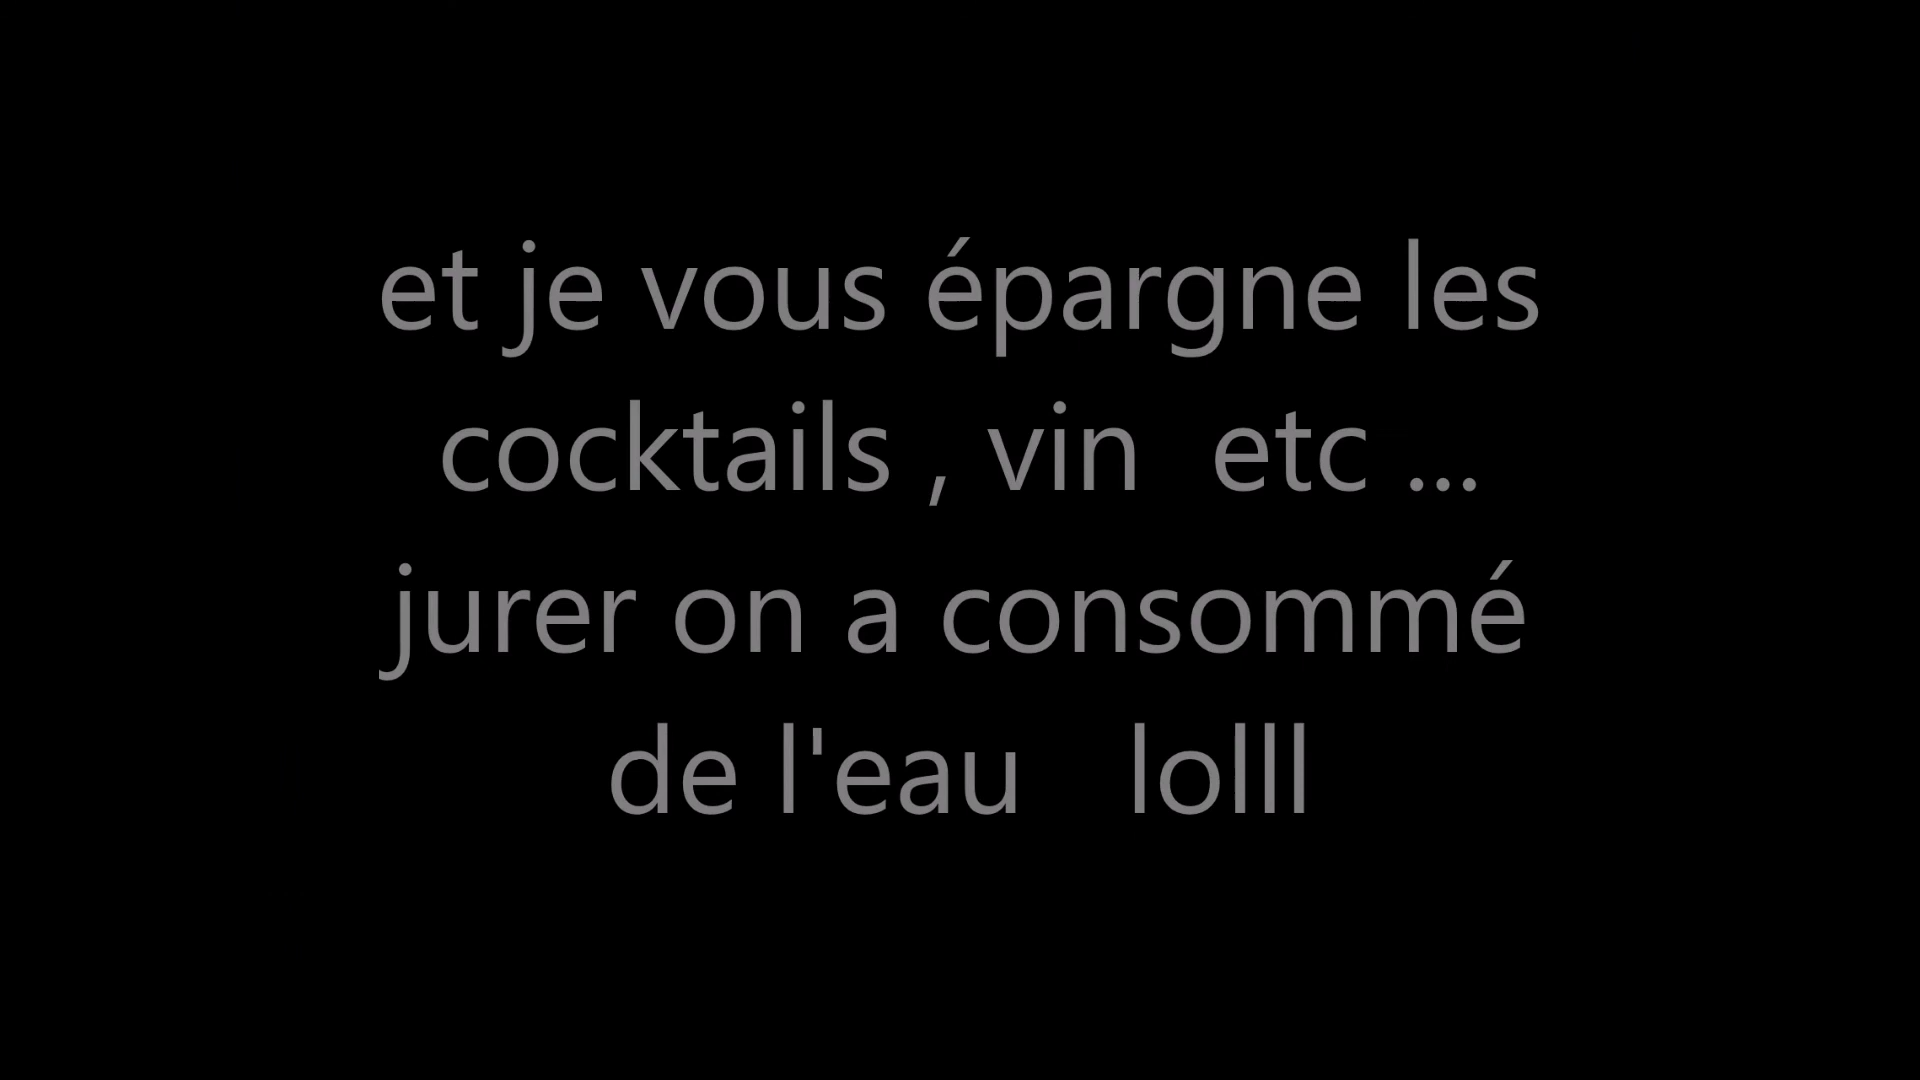 et je vous épargne les
cocktails , vin  etc ...
jurer on a consommé
de l'eau   lolll